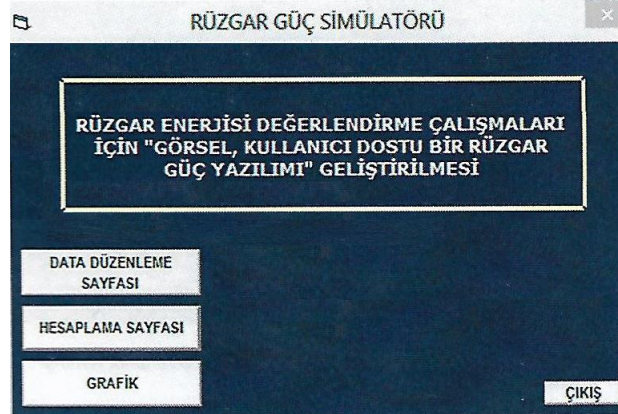 RÜZGAR GÜÇ SİMÜLATÖRÜ
RÜZGAR ENERJİSİ DEĞERLENDİRME ÇALIŞMALARI
İÇİN "GÖRSEL, KULLANICI DOSTU BİR RÜZGAR
GÜÇ YAZILIMI" GELİŞTİRİLMESİ
DATA DÜZENLEME
SAYFASI
HESAPLAMA SAYFASI
GRAFİK
ÇIKIŞ